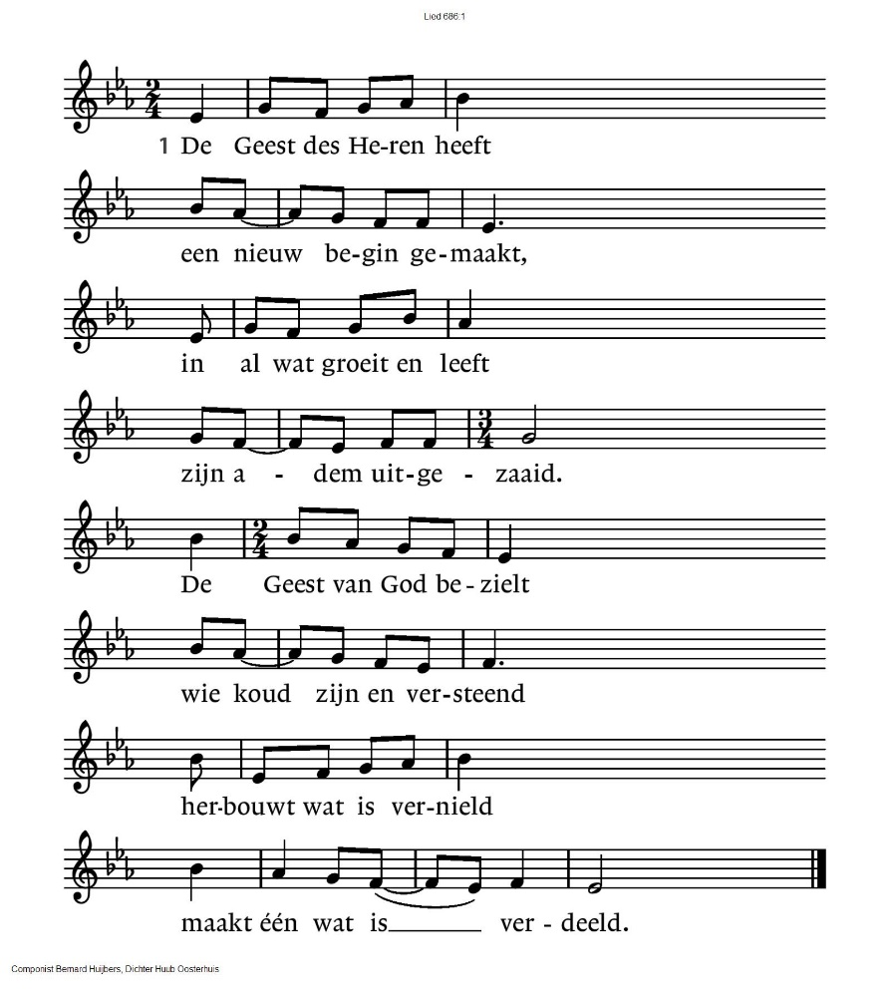 Lied 686:1
1 De Geest des He-ren heeft
een nieuw be-gin ge-maakt,
in al wat groeit en leeft
zijn a - dem uit-ge - zaaid.
De Geest van God be-zielt
wie koud zijn en ver-steend
her-bouwt wat is ver-nield
maakt één wat is____ ver - deeld.
Componist Bernard Huijbers, Dichter Huub Oosterhuis